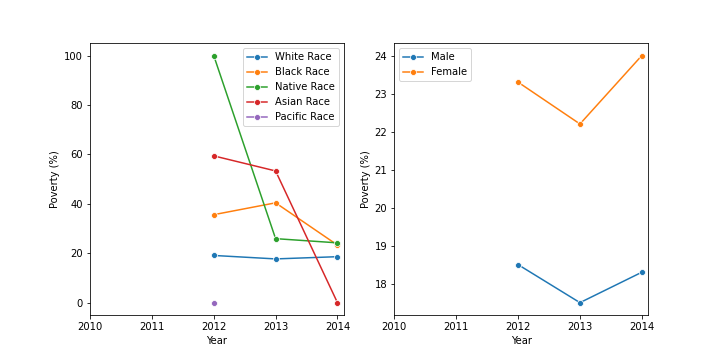 100
80
60
40
20
0
Poverty (%)
2010 2011 2012 2013 2014
Year
White Race
Black Race
Native Race
Asian Race
Pacific Race
24
23
22
21
20
19
18
Poverty (%)
2010 2011 2012 2013 2014
Year
Male
Female